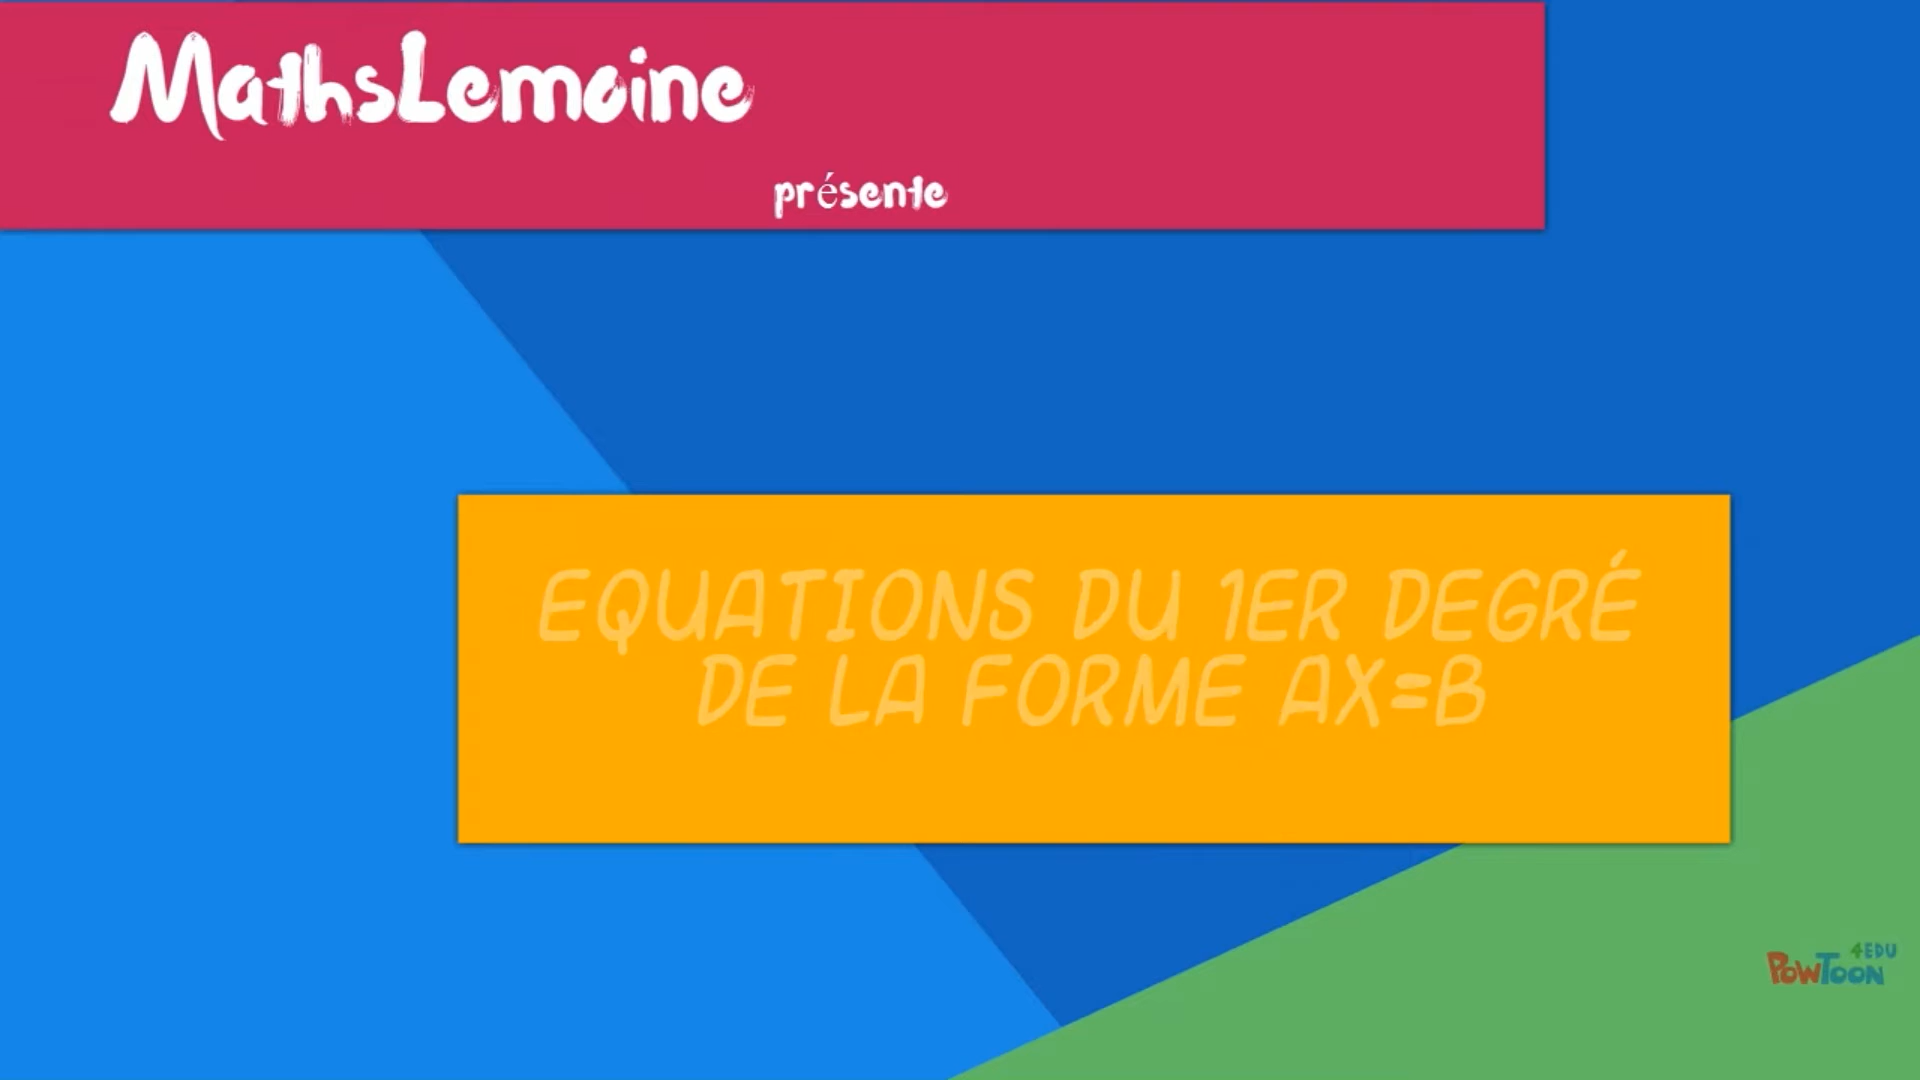 MathsLemoine
présente
EQUATIONS DU 1ER DEGRÉ
DE LA FORME AX=B
4EDU
POWTOON